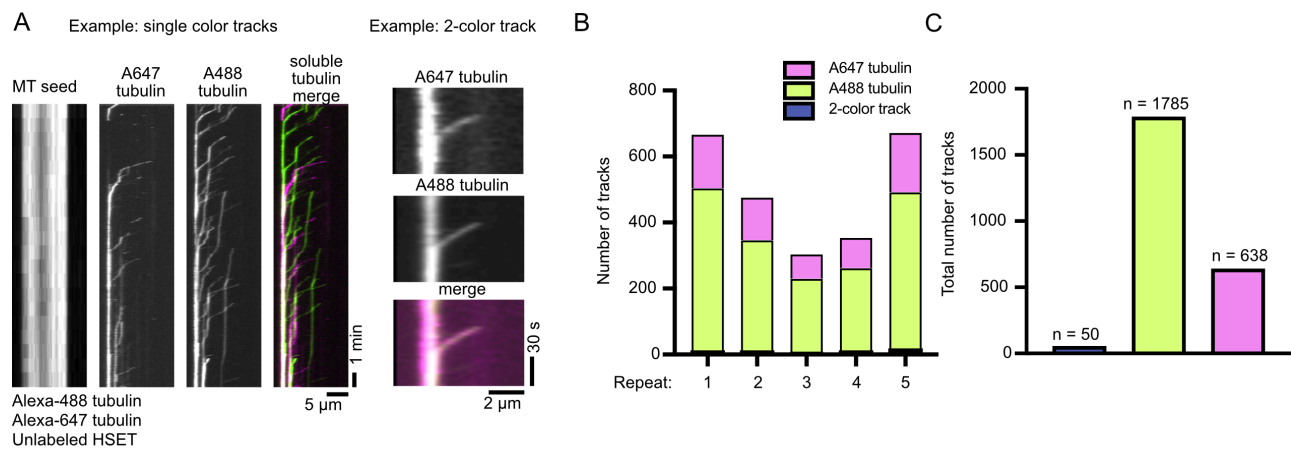 A
Example: single color tracks
Example: 2-color track
MT seed
A647
tubulin
A488
tubulin
soluble
tubulin
merge
1 min
5 µm
Alexa-488 tubulin
Alexa-647 tubulin
Unlabeled HSET
A647 tubulin
A488 tubulin
merge
30 s
2 µm
B
A647 tubulin
A488 tubulin
2-color track
Number of tracks
800
600
400
200
0
Repeat: 1 2 3 4 5
C
Total number of tracks
2000
1500
1000
500
0
n = 50
n = 1785
n = 638